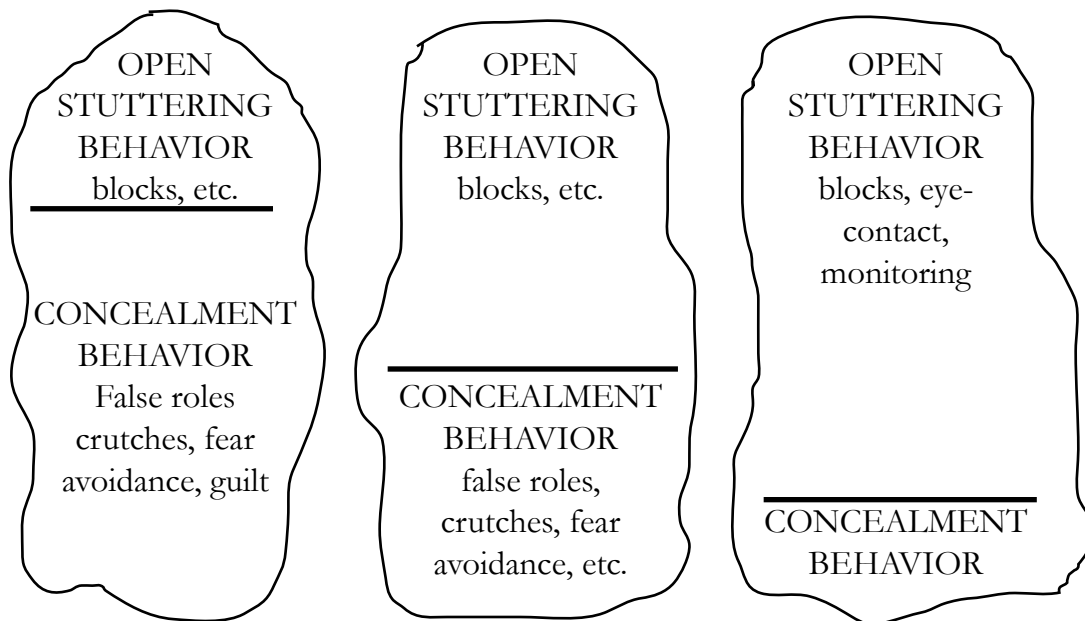 OPEN
STUTTERING
BEHAVIOR
blocks, etc.
CONCEALMENT
BEHAVIOR
False roles
crutches, fear
avoidance, guilt
OPEN
STUTTERING
BEHAVIOR
blocks, etc.
CONCEALMENT
BEHAVIOR
false roles,
crutches, fear
avoidance, etc.
OPEN
STUTTERING
BEHAVIOR
blocks, eye-
contact,
monitoring
CONCEALMENT
BEHAVIOR